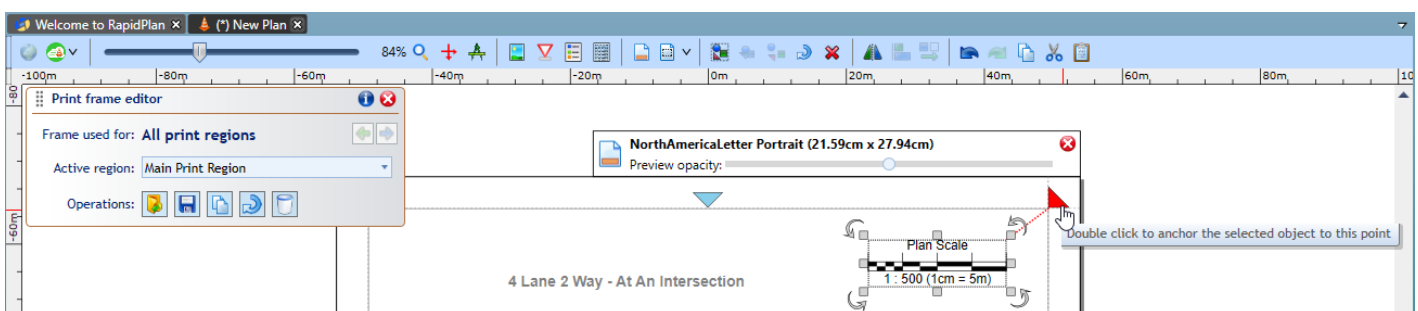 Welcome to RapidPlan
(*) New Plan
84%
-100m -80m -60m -40m -20m 0m 20m 40m 60m 80m 10
-80
-60m
Print frame editor
Frame used for: All print regions
Active region: Main Print Region
Operations:
NorthAmericaLetter Portrait (21.59cm x 27.94cm)
Preview opacity:
Double click to anchor the selected object to this point
Plan Scale
1 : 500 (1cm = 5m)
4 Lane 2 Way - At An Intersection